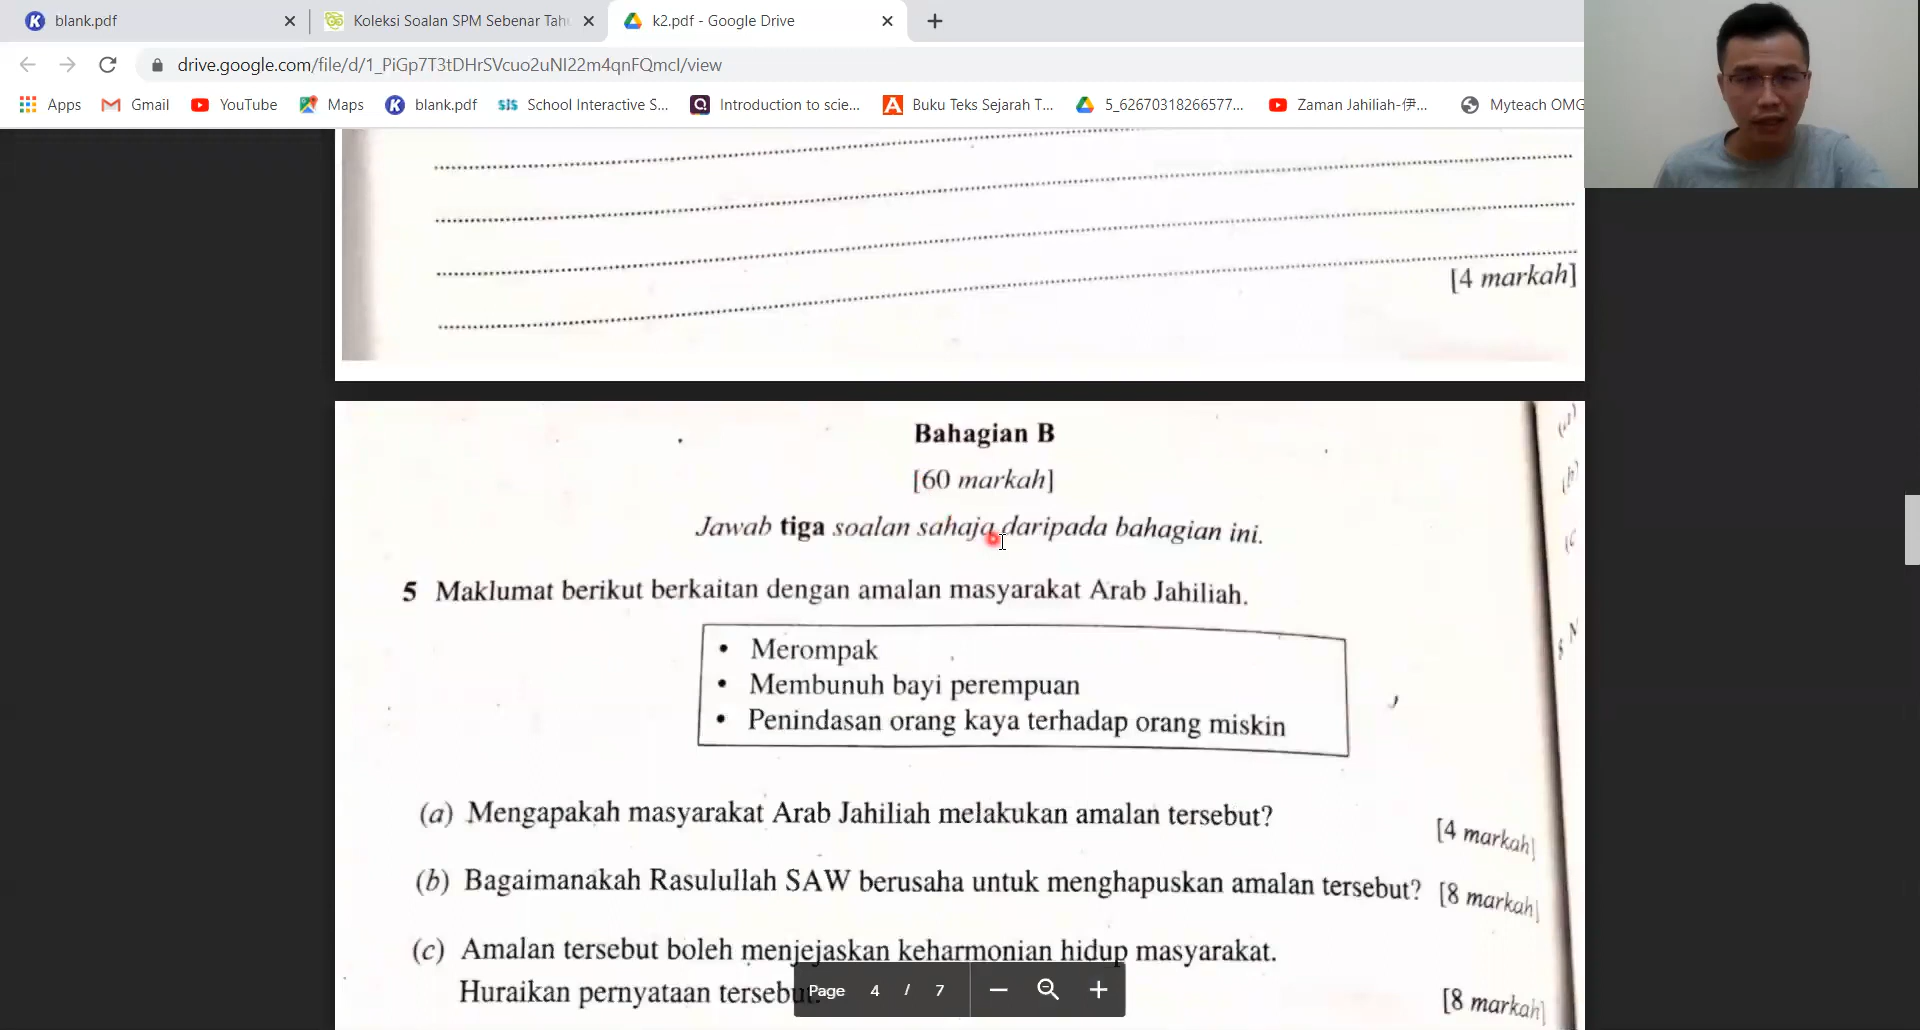 blank.pdf
Koleksi Soalan SPM Sebenar Tah
k2.pdf - Google Drive
drive.google.com/file/d/1_PiGp7T3tDHrSVcuo2uNI22m4qnFQmcI/view
Apps
Gmail
YouTube
Maps
blank.pdf
School Interactive S...
Introduction to scie...
Buku Teks Sejarah T...
5_62670318266577...
Zaman Jahiliah-伊...
Myteach OMG
[4 markah]
Bahagian B
[60 markah]
Jawab tiga soalan sahaja daripada bahagian ini.
5 Maklumat berikut berkaitan dengan amalan masyarakat Arab Jahiliah.
• Merompak
• Membunuh bayi perempuan
• Penindasan orang kaya terhadap orang miskin
(a) Mengapakah masyarakat Arab Jahiliah melakukan amalan tersebut?
[4 markah]
(b) Bagaimanakah Rasulullah SAW berusaha untuk menghapuskan amalan tersebut? [8 markah]
(c) Amalan tersebut boleh menjejaskan keharmonian hidup masyarakat.
Huraikan pernyataan tersebut.
[8 markah]
Page 4 / 7